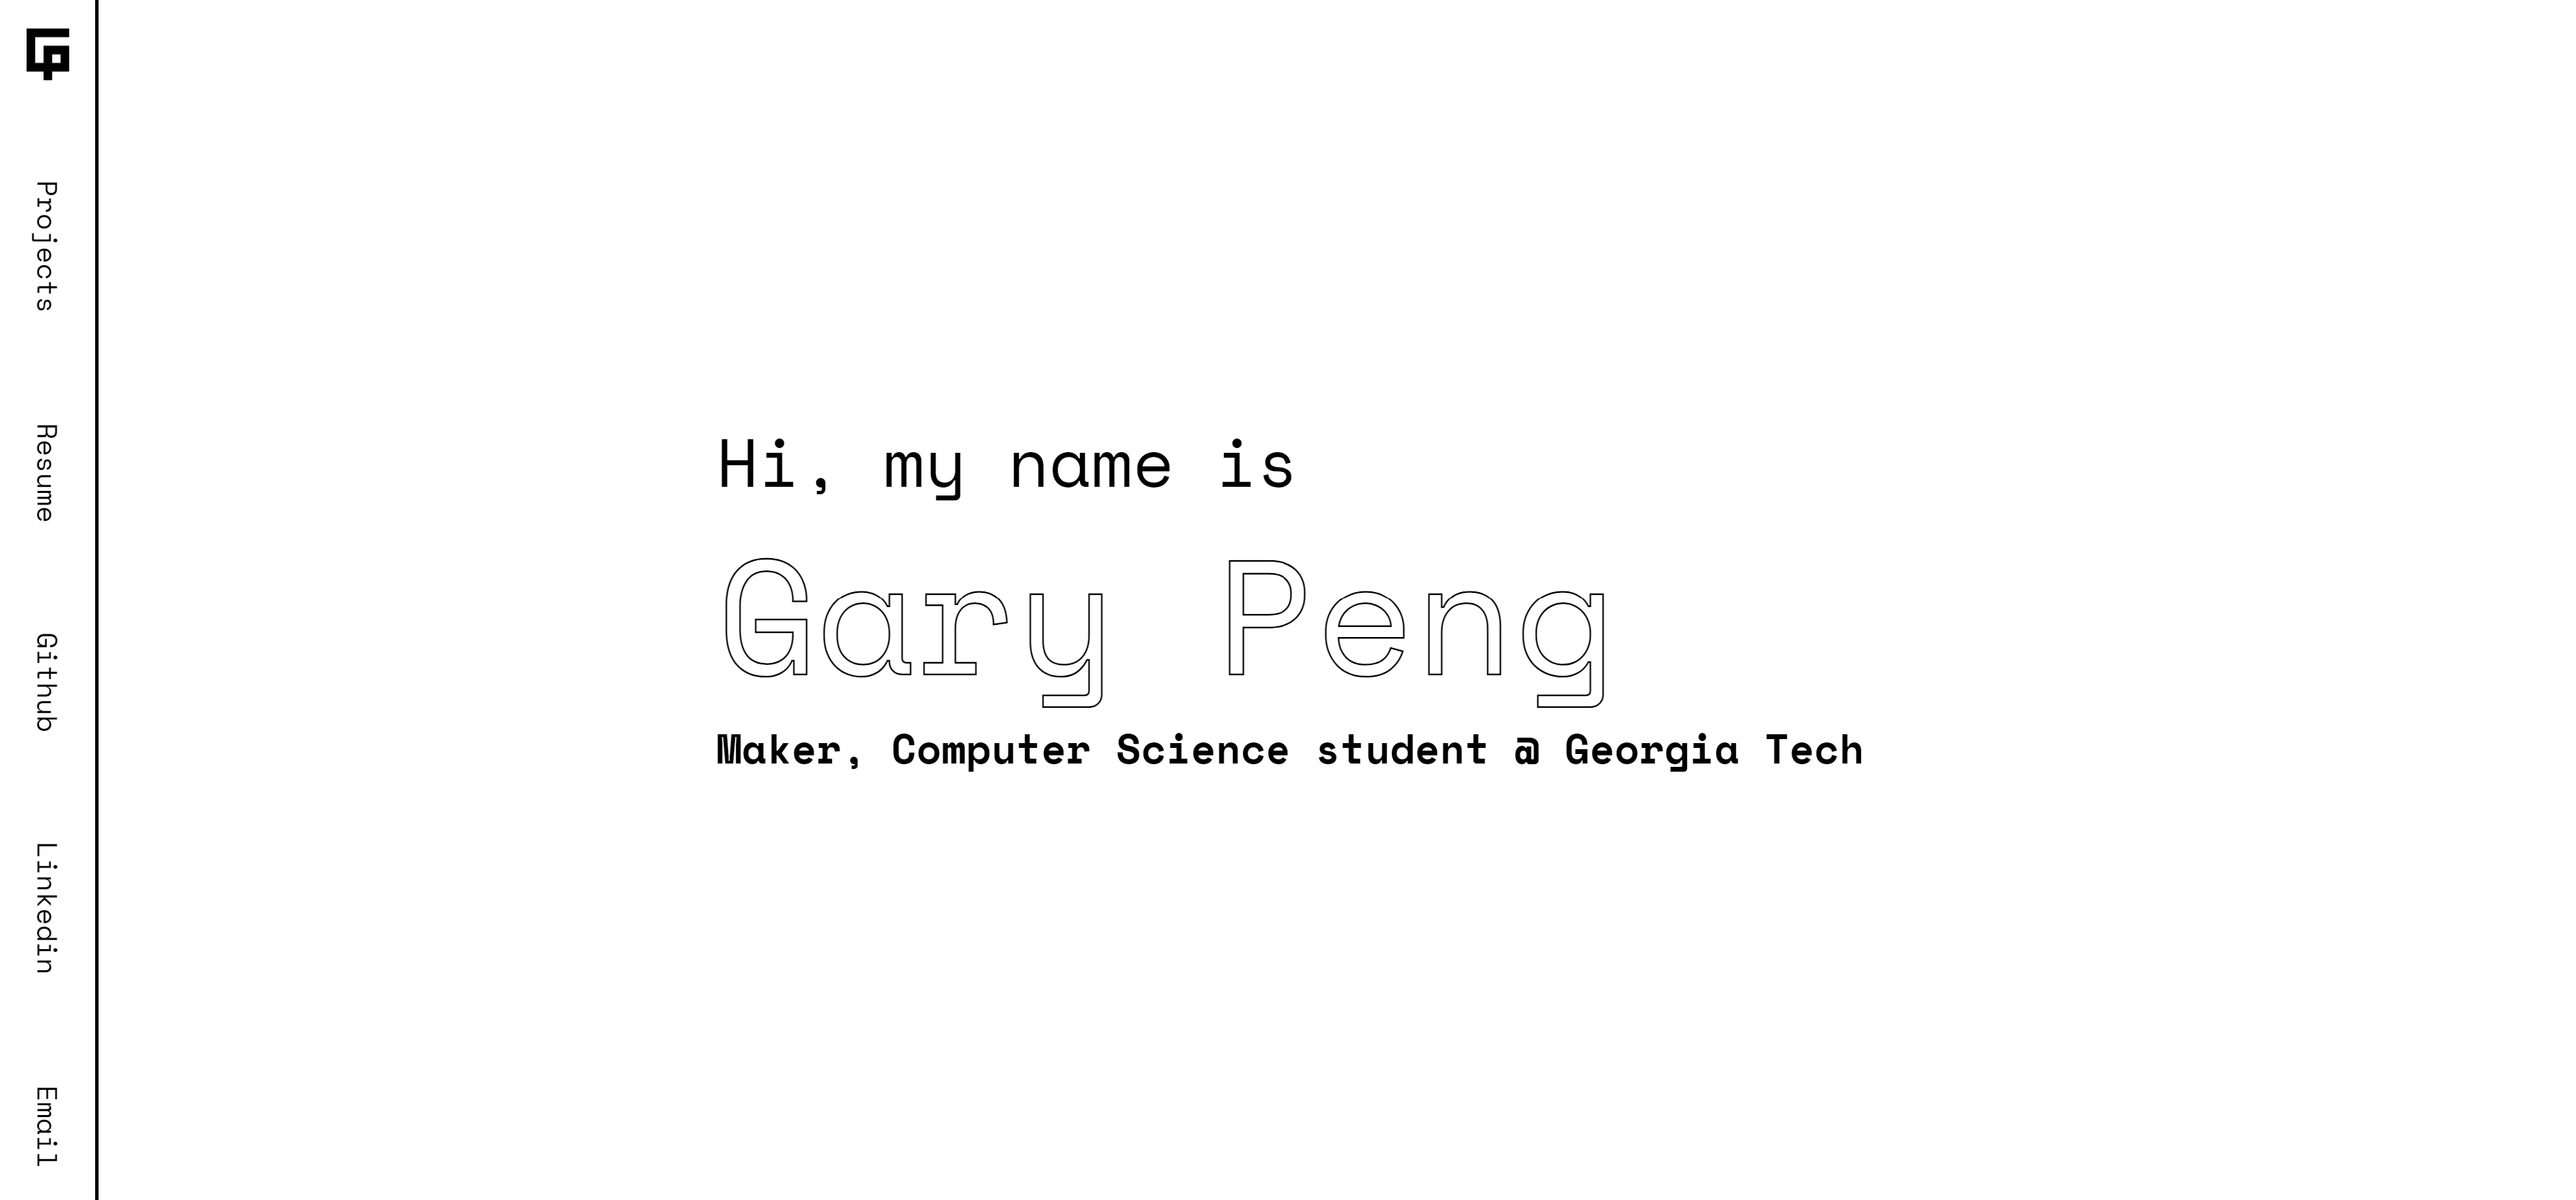 Projects
Resume
Github
Linkedin
Email
Hi, my name is
Gary Peng
Maker, Computer Science student @ Georgia Tech